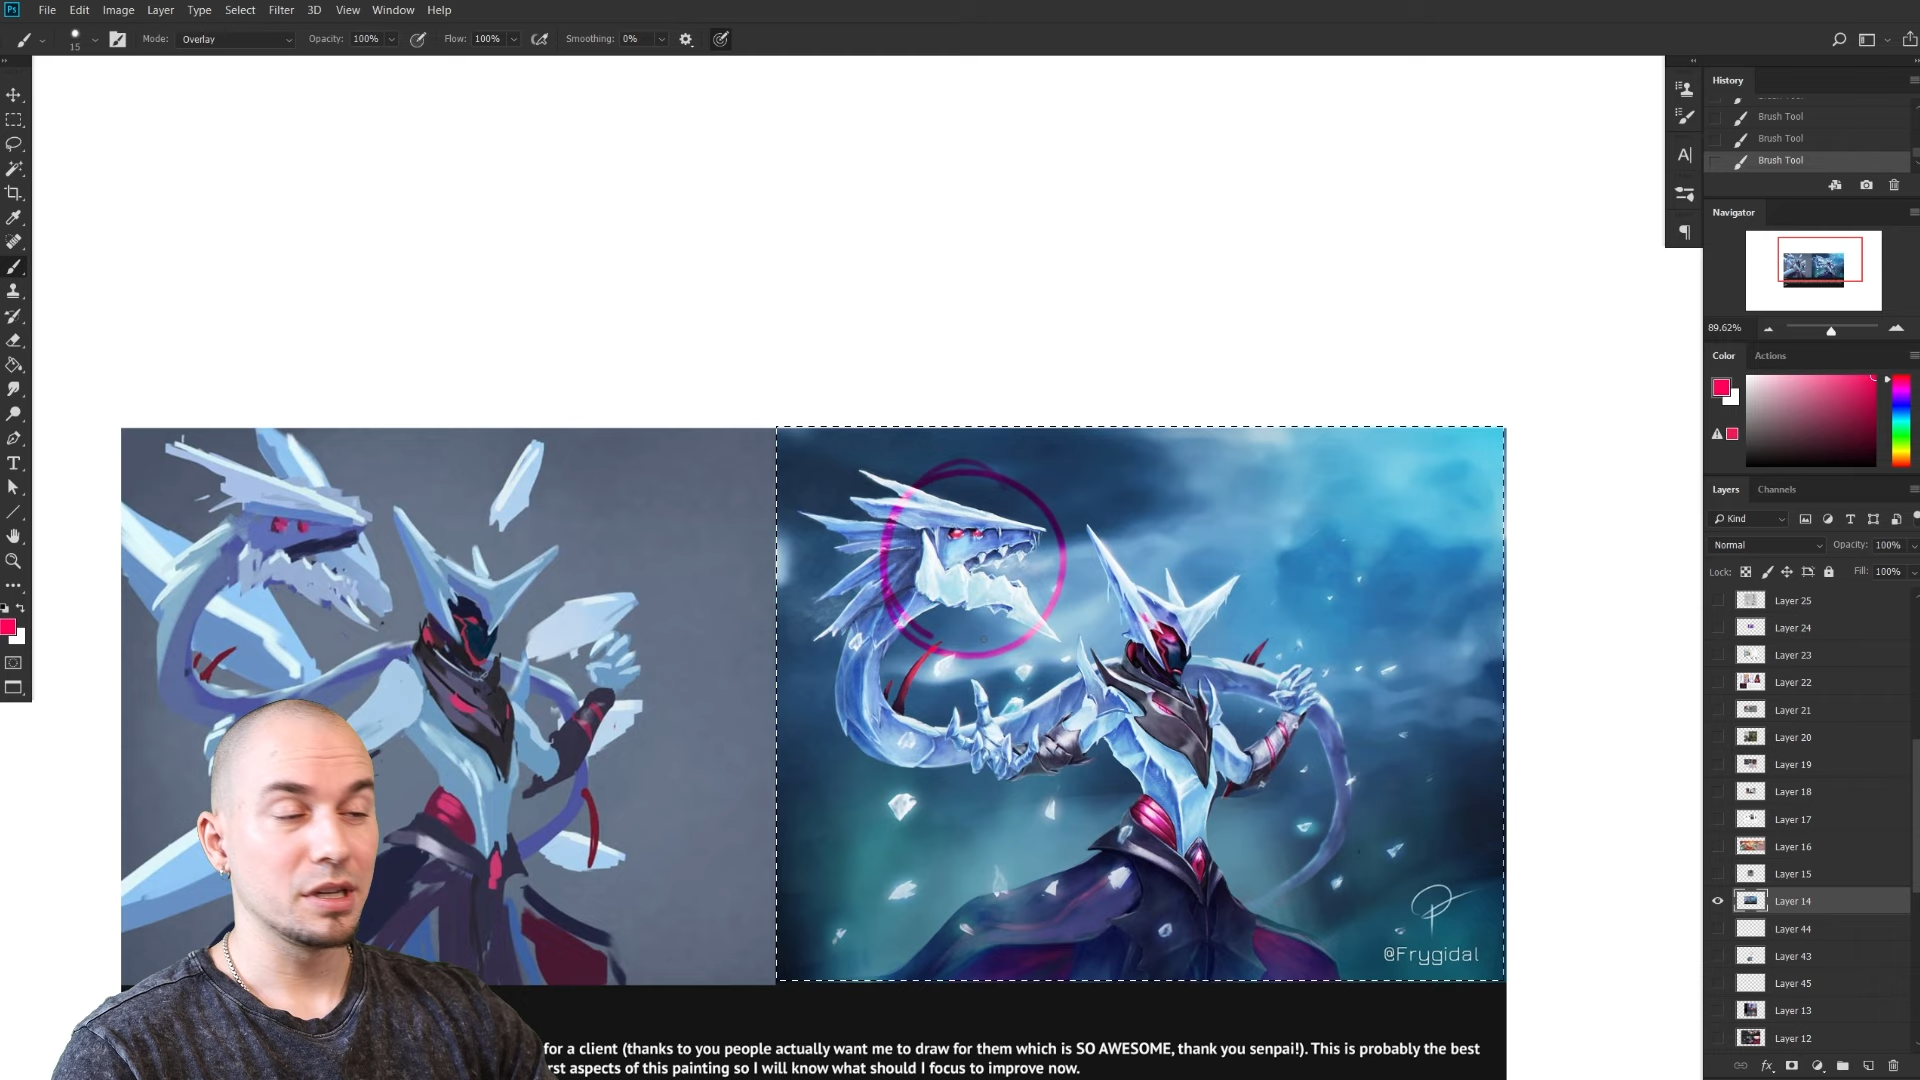 Ps File Edit Image Layer Type Select Filter 3D View Window Help
15 Mode: Overlay Opacity: 100% Flow: 100% Smoothing: 0%
History
Brush Tool
Brush Tool
Brush Tool
Navigator
89.62%
Color Actions
Layers Channels
Kind
Normal Opacity: 100%
Lock: Fill: 100%
Layer 25
Layer 24
Layer 23
Layer 22
Layer 21
Layer 20
Layer 19
Layer 18
Layer 17
Layer 16
Layer 15
Layer 14
Layer 44
Layer 43
Layer 45
Layer 13
Layer 12
@Frygidal
for a client (thanks to you people actually want me to draw for them which is SO AWESOME, thank you senpai!). This is probably the best
rst aspects of this painting so I will know what should I focus to improve now.